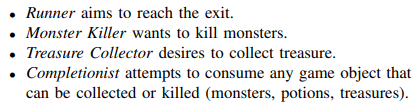 • Runner aims to reach the exit.
• Monster Killer wants to kill monsters.
• Treasure Collector desires to collect treasure.
• Completionist attempts to consume any game object that
can be collected or killed (monsters, potions, treasures).